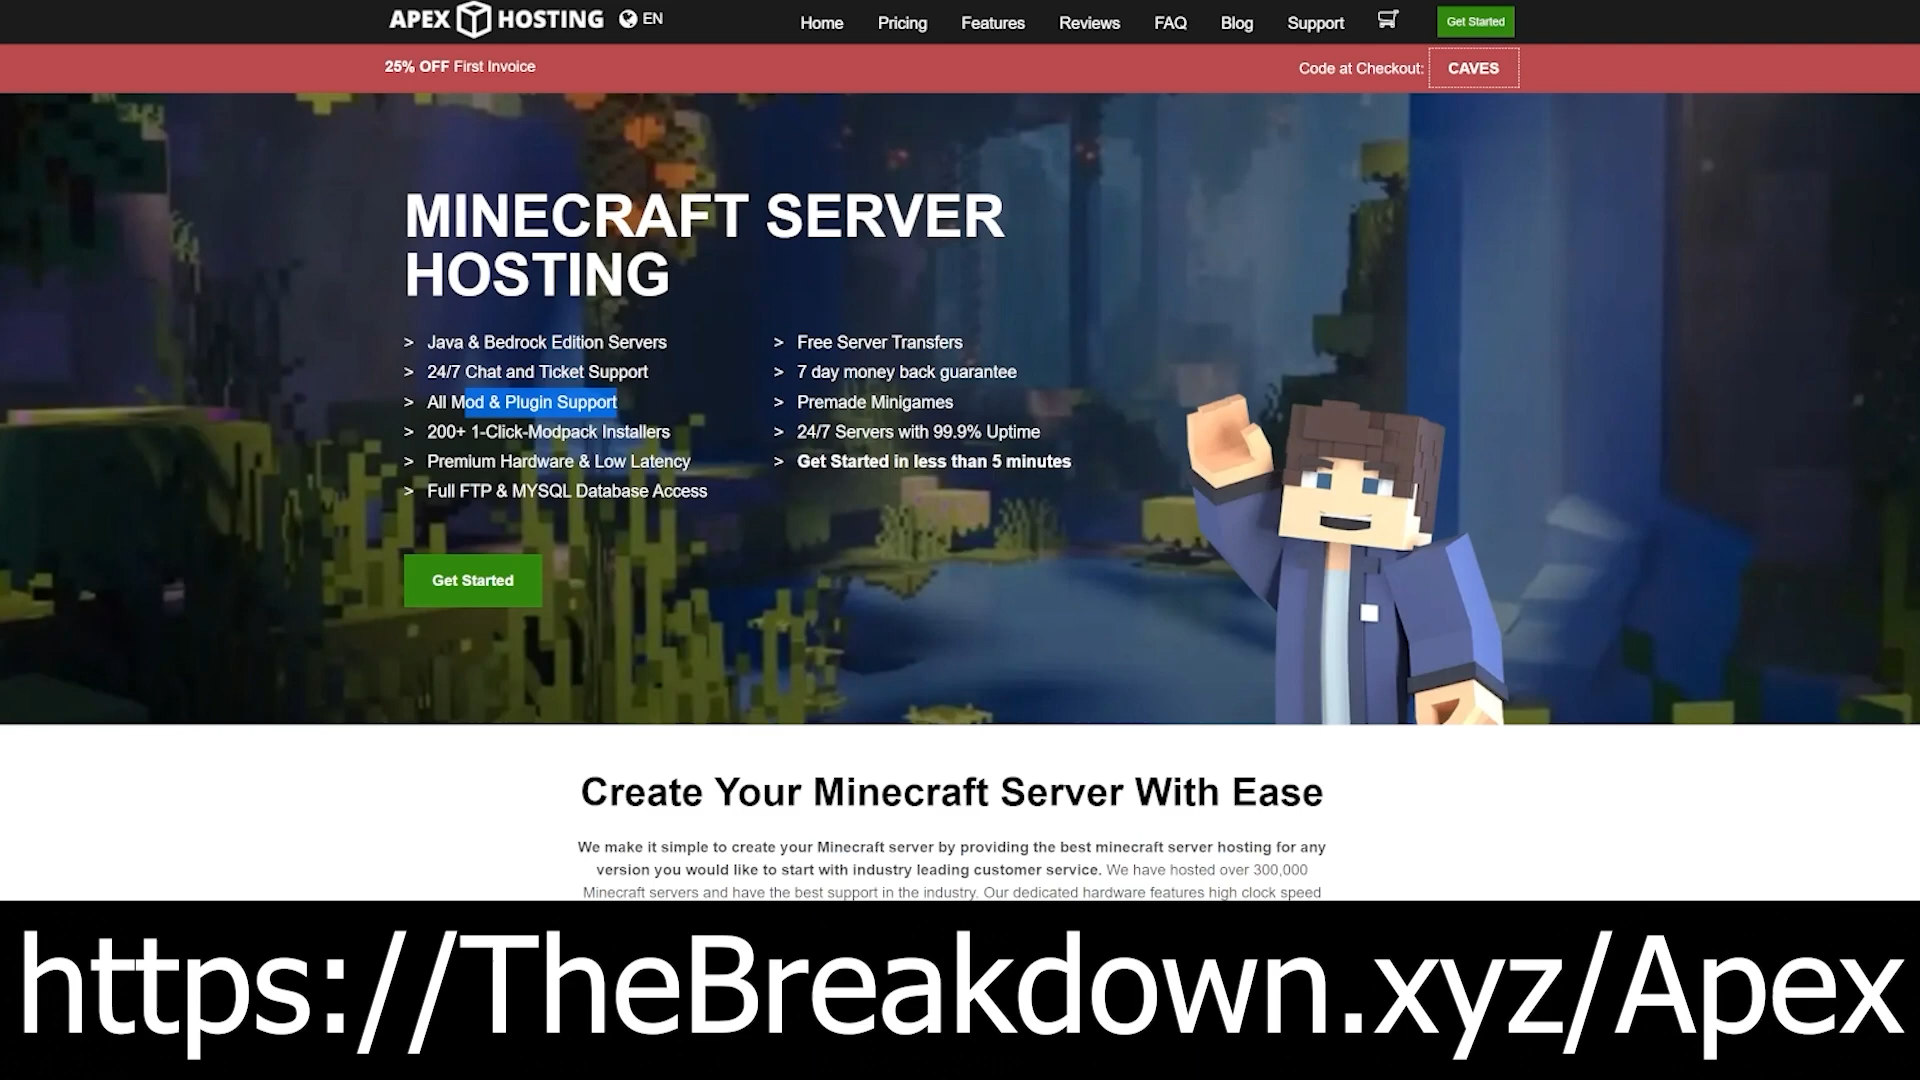 APEX HOSTING EN Home Pricing Features Reviews FAQ Blog Support Get Started
25% OFF First Invoice Code at Checkout: CAVES
MINECRAFT SERVER
HOSTING
> Java & Bedrock Edition Servers
> 24/7 Chat and Ticket Support
> All Mod & Plugin Support
> 200+ 1-Click-Modpack Installers
> Premium Hardware & Low Latency
> Full FTP & MYSQL Database Access
> Free Server Transfers
> 7 day money back guarantee
> Premade Minigames
> 24/7 Servers with 99.9% Uptime
> Get Started in less than 5 minutes
Get Started
Create Your Minecraft Server With Ease
We make it simple to create your Minecraft server by providing the best minecraft server hosting for any
version you would like to start with industry leading customer service. We have hosted over 300,000
Minecraft servers and have the best support in the industry. Our dedicated hardware features high clock speed
https://TheBreakdown.xyz/Apex